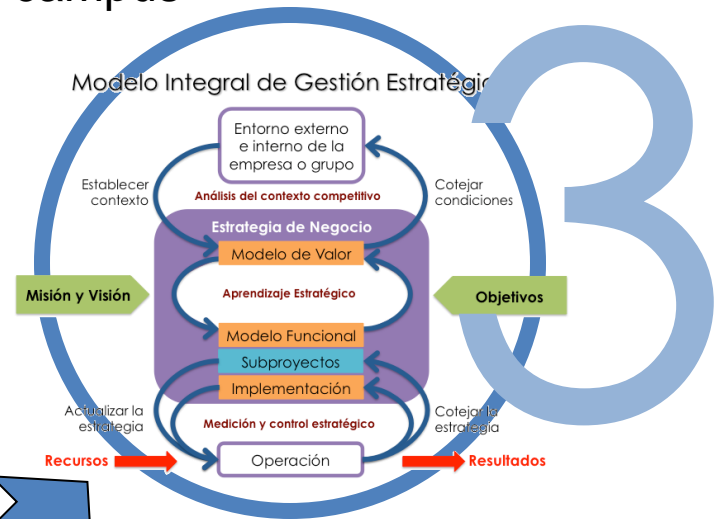 Modelo Integral de Gestión
3
Entorno externo
e interno de la
empresa o grupo
Establecer
contexto
Análisis del contexto competitivo
Cotejar
condiciones
Estrategia de Negocio
Modelo de Valor
Misión y Visión
Aprendizaje Estratégico
Objetivos
Modelo Funcional
Subproyectos
Implementación
Actualizar la
estrategia
Medición y control estratégico
Cotejar la
estrategia
Recursos
Operación
Resultados